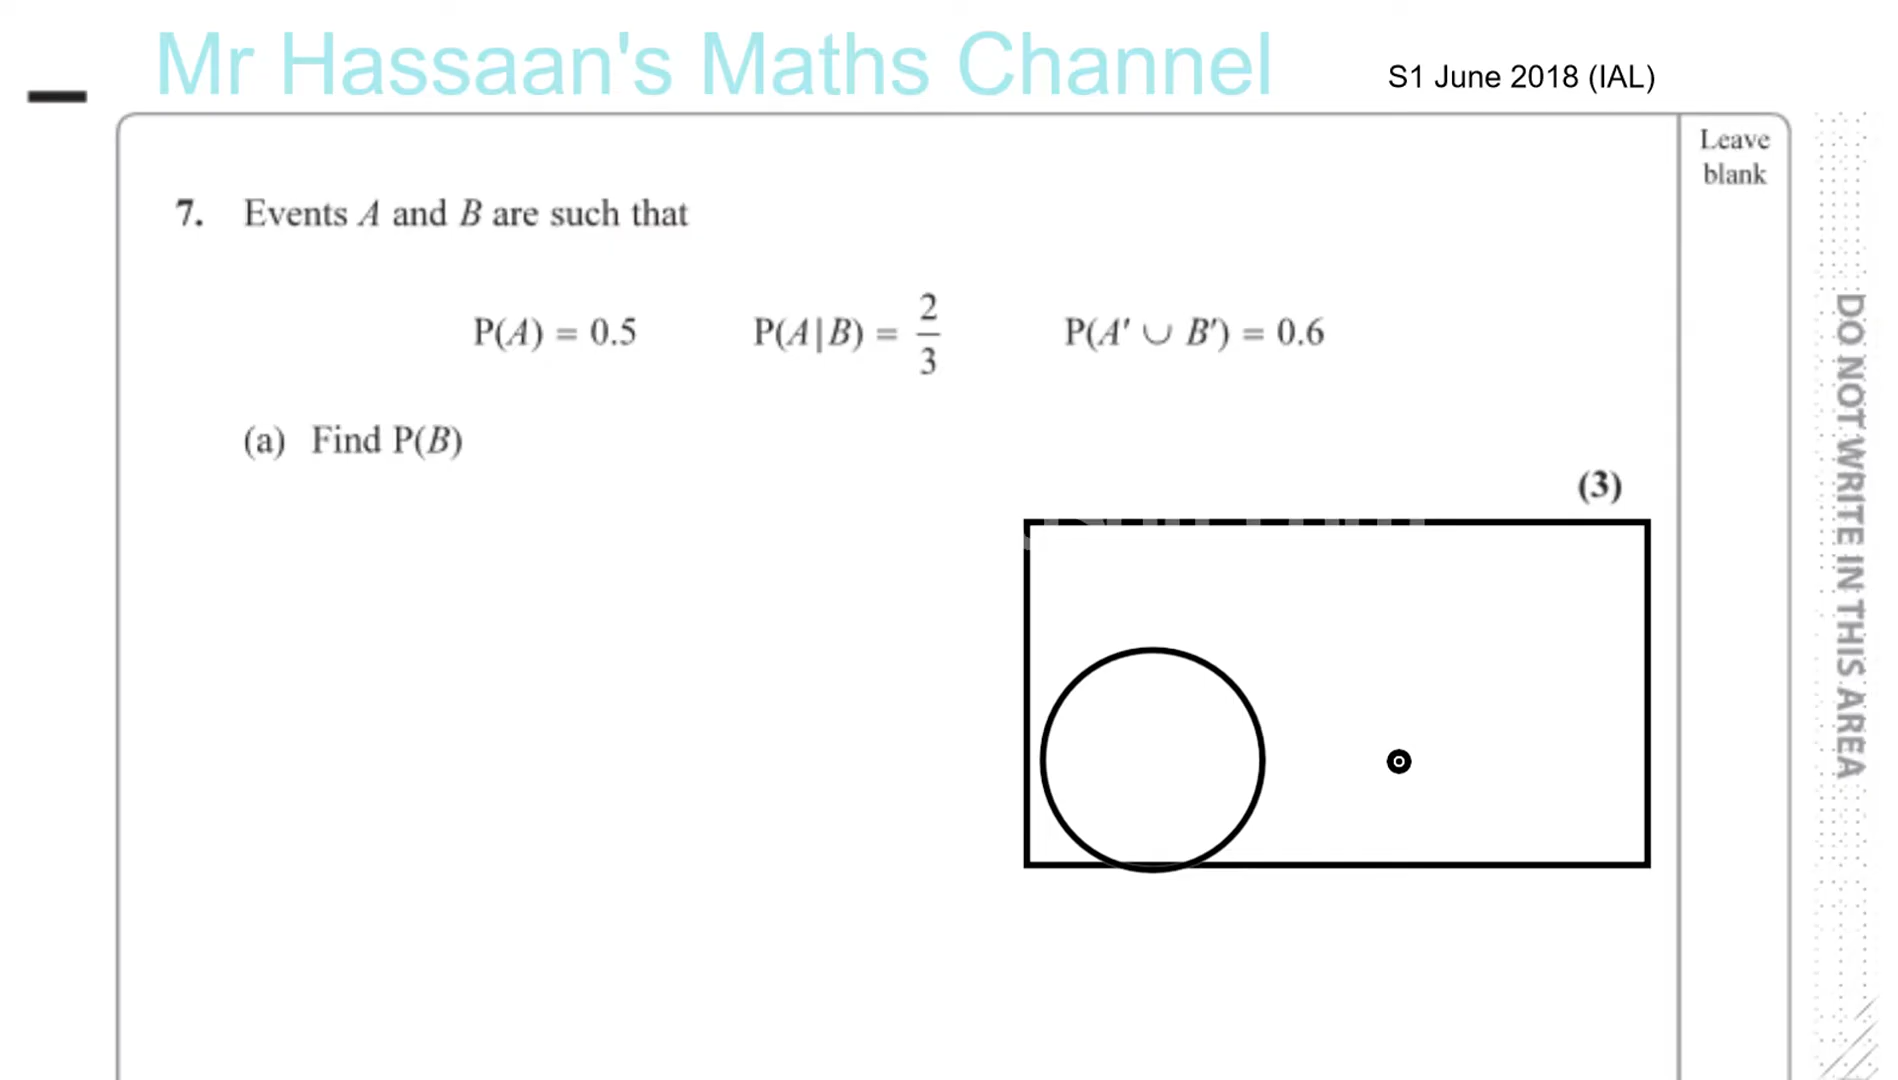 Mr Hassaan's Maths Channel
S1 June 2018 (IAL)
Leave
blank
7. Events A and B are such that
P(A) = 0.5 P(A|B) = 2/3 P(A′ ∪ B′) = 0.6
(a) Find P(B)
(3)
DO NOT WRITE IN THIS AREA